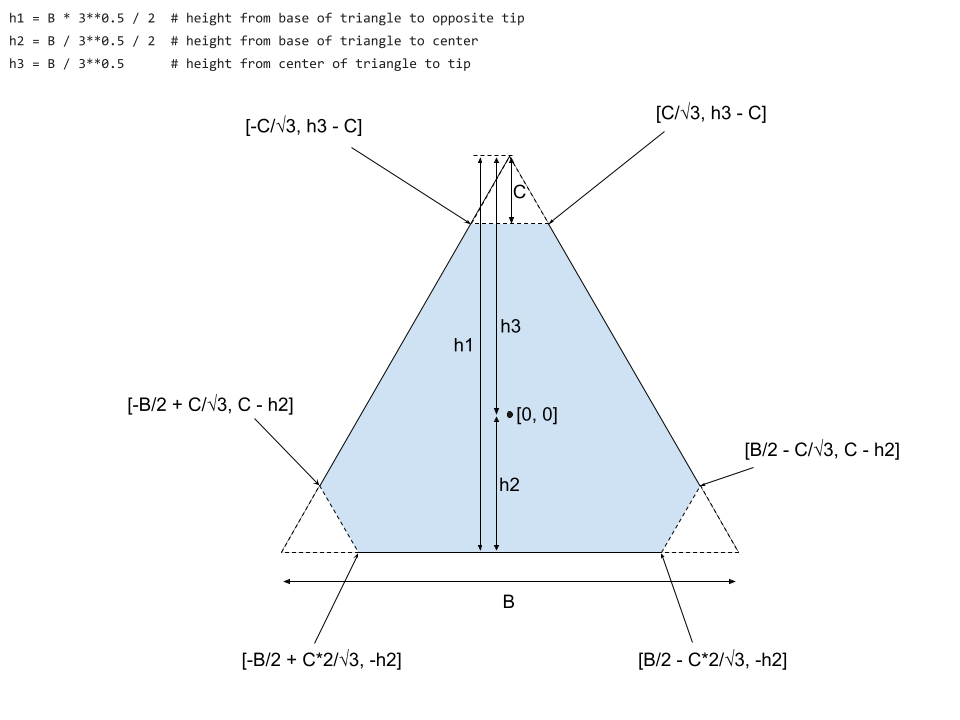 h1 = B * 3**0.5 / 2  # height from base of triangle to opposite tip
h2 = B / 3**0.5 / 2  # height from base of triangle to center
h3 = B / 3**0.5      # height from center of triangle to tip
[C/√3, h3 - C]
[-C/√3, h3 - C]
C
h3
h1
[-B/2 + C/√3, C - h2]
[0, 0]
[B/2 - C/√3, C - h2]
h2
B
[-B/2 + C*2/√3, -h2]
[B/2 - C*2/√3, -h2]